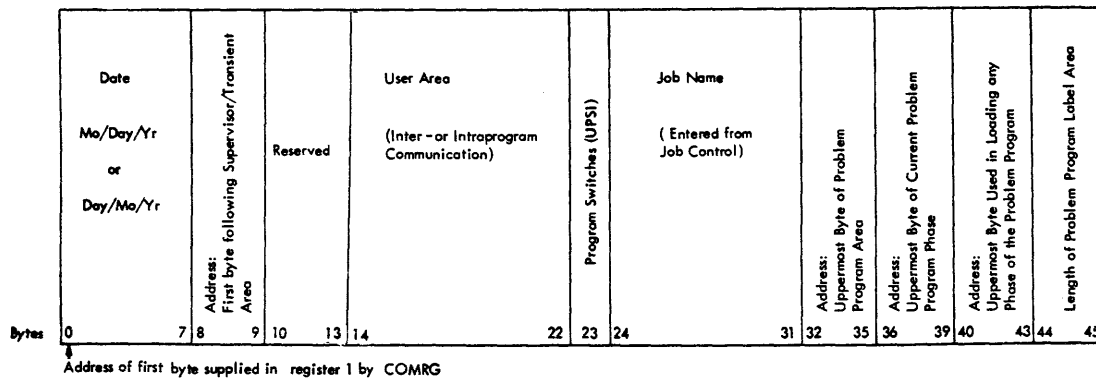 Date
Mo/Day/Yr
or
Day/Mo/Yr
Address:
First byte following Supervisor/Transient
Area
Reserved
User Area
(Inter-or Intraprogram
Communication)
Program Switches (UPSI)
Job Name
(Entered from
Job Control)
Address:
Uppermost Byte of Problem
Program Area
Address:
Uppermost Byte of Current Problem
Program Phase
Address:
Uppermost Byte Used in Loading any
Phase of the Problem Program
Length of Problem Program Label Area
Bytes 0 7 8 9 10 13 14 22 23 24 31 32 35 36 39 40 43 44 45
Address of first byte supplied in register 1 by COMRG